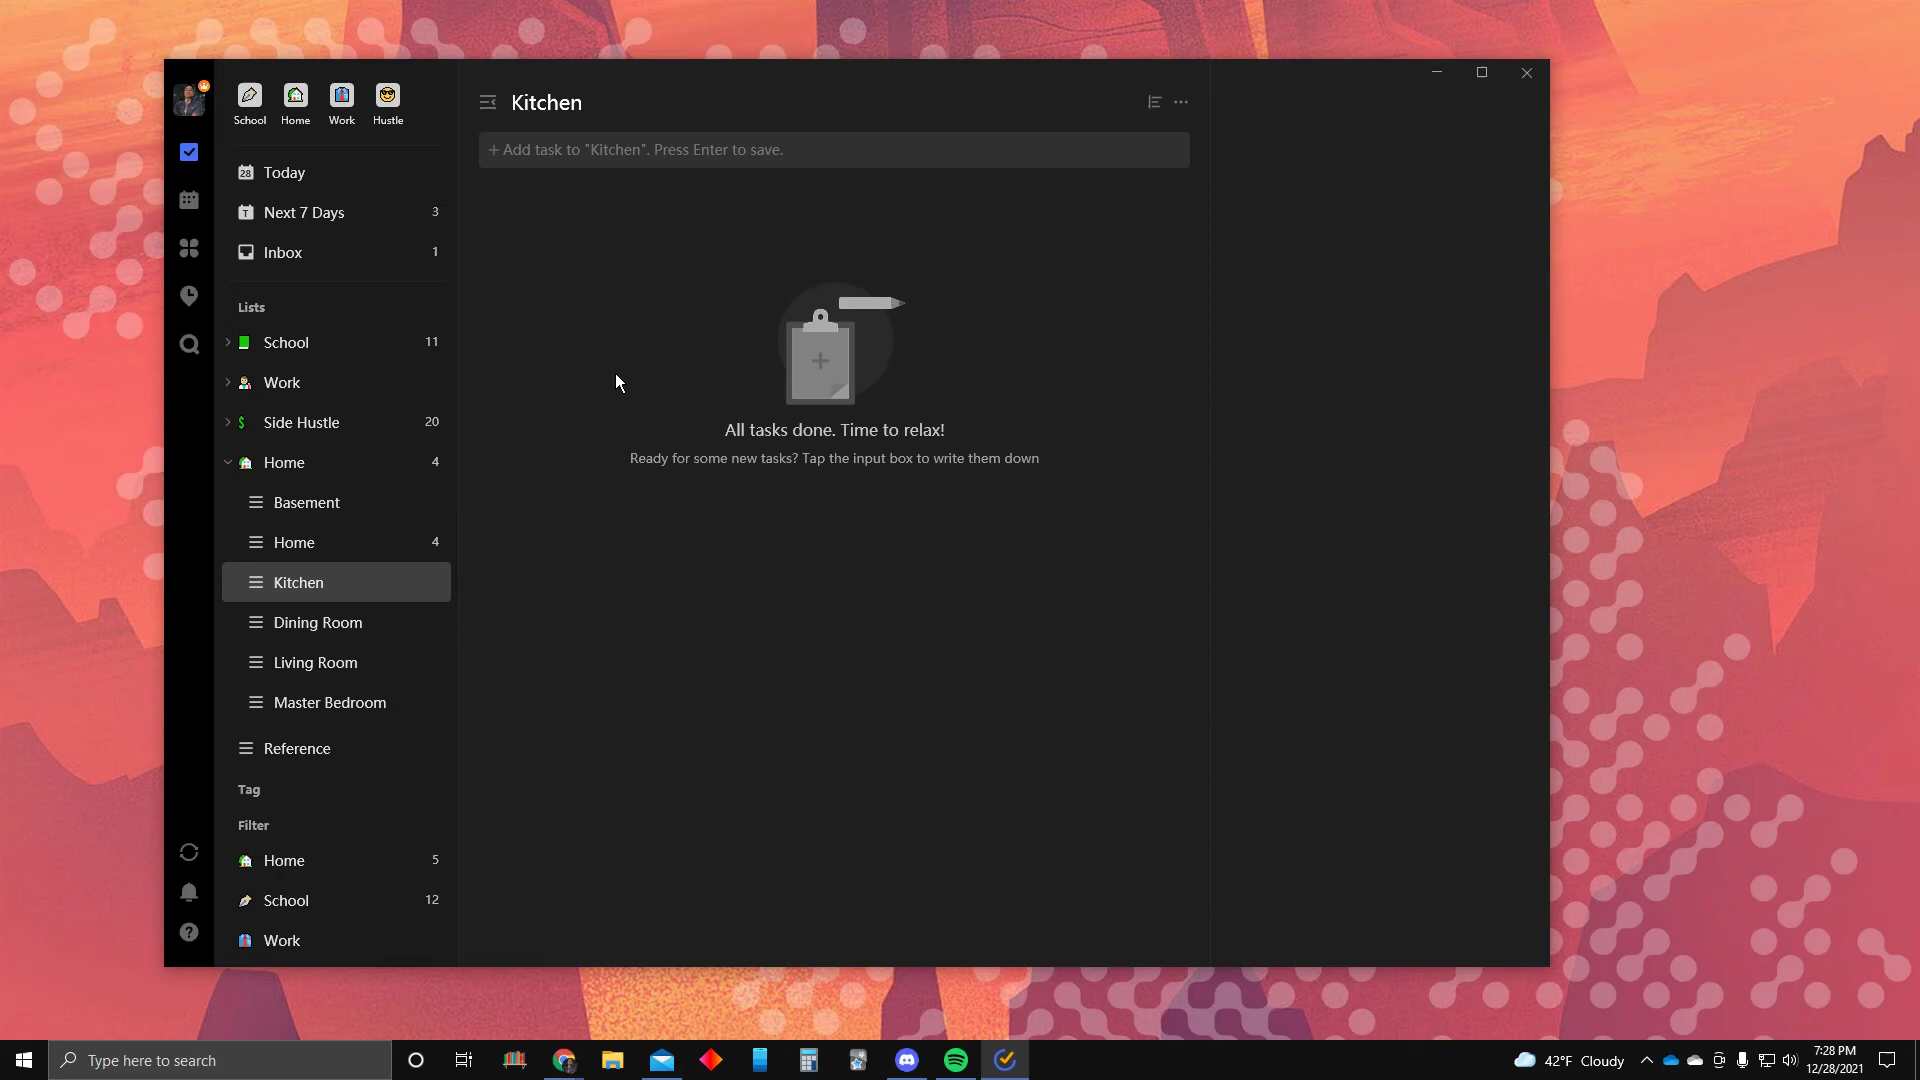 School Home Work Hustle
28 Today
T Next 7 Days 3
Inbox 1
Lists
School 11
Work
$ Side Hustle 20
Home 4
Basement
Home 4
Kitchen
Dining Room
Living Room
Master Bedroom
Reference
Tag
Filter
Home 5
School 12
Work
?
Kitchen
+ Add task to "Kitchen". Press Enter to save.
All tasks done. Time to relax!
Ready for some new tasks? Tap the input box to write them down
Type here to search
42°F Cloudy
7:28 PM
12/28/2021